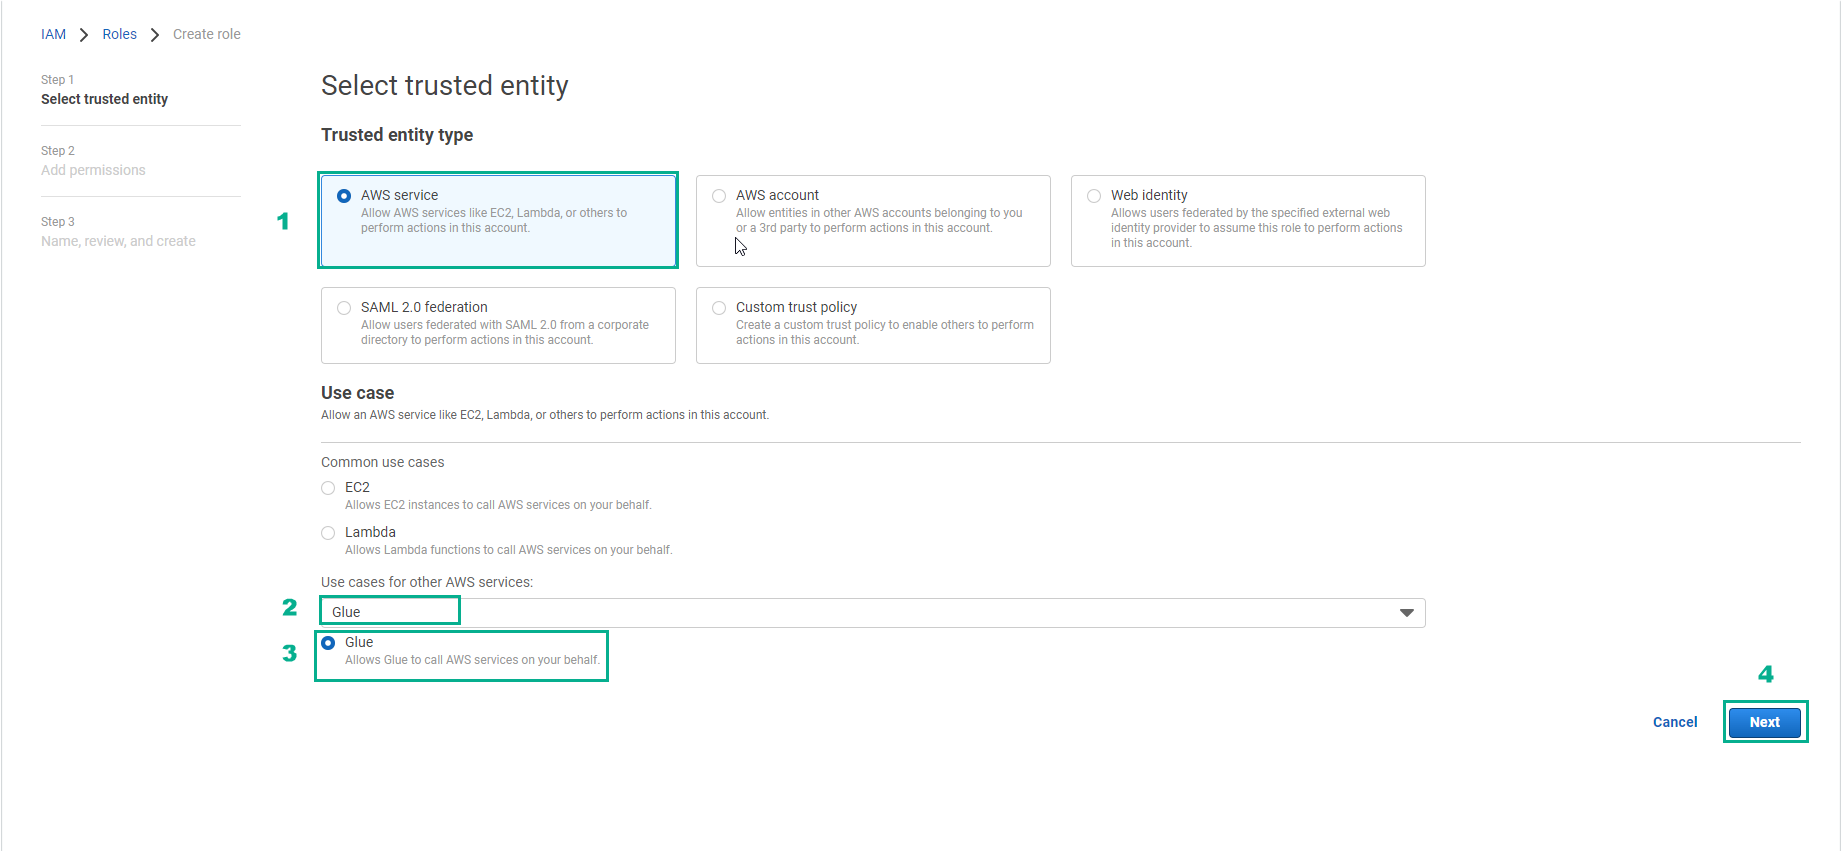 IAM > Roles > Create role
Step 1
Select trusted entity
Step 2
Add permissions
Step 3
Name, review, and create
Select trusted entity
Trusted entity type
1
AWS service
Allow AWS services like EC2, Lambda, or others to
perform actions in this account.
AWS account
Allow entities in other AWS accounts belonging to you
or a 3rd party to perform actions in this account.
Web identity
Allows users federated by the specified external web
identity provider to assume this role to perform actions
in this account.
SAML 2.0 federation
Allow users federated with SAML 2.0 from a corporate
directory to perform actions in this account.
Custom trust policy
Create a custom trust policy to enable others to perform
actions in this account.
Use case
Allow an AWS service like EC2, Lambda, or others to perform actions in this account.
Common use cases
EC2
Allows EC2 instances to call AWS services on your behalf.
Lambda
Allows Lambda functions to call AWS services on your behalf.
Use cases for other AWS services:
2
Glue
3
Glue
Allows Glue to call AWS services on your behalf.
4
Cancel
Next